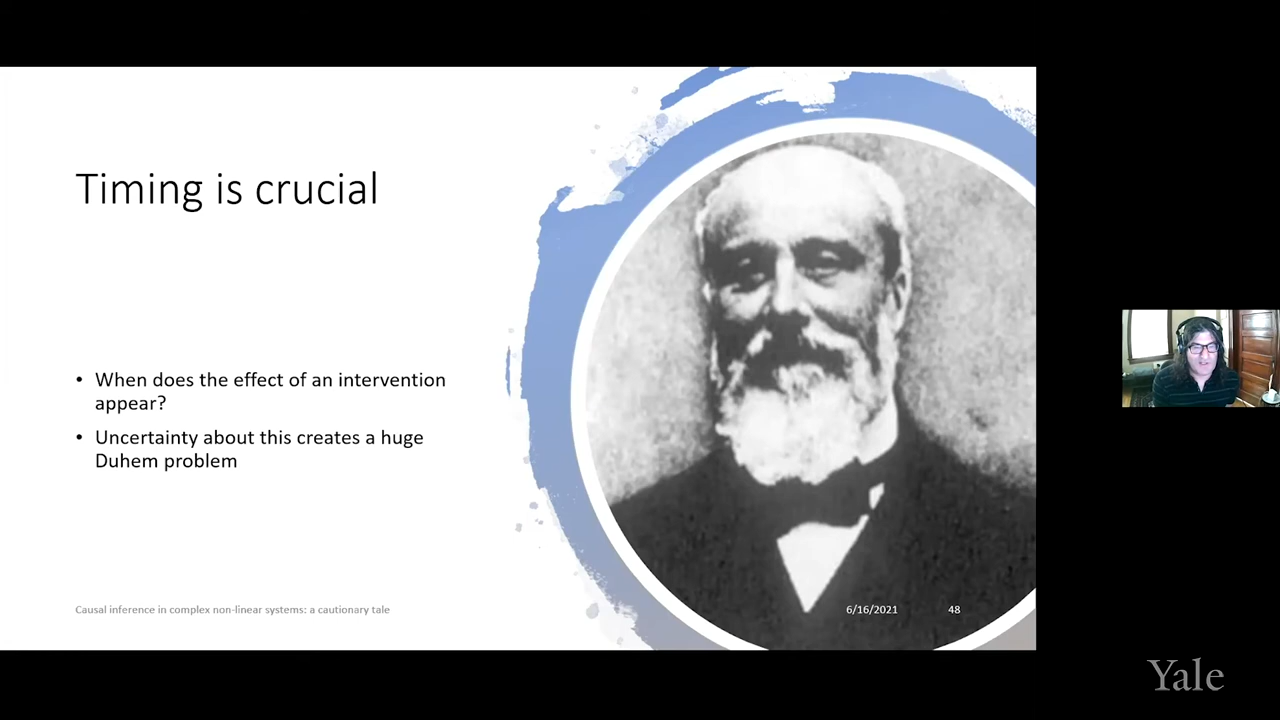 Timing is crucial
• When does the effect of an intervention
appear?
• Uncertainty about this creates a huge
Duhem problem
Causal inference in complex non-linear systems: a cautionary tale
6/16/2021
48
Yale